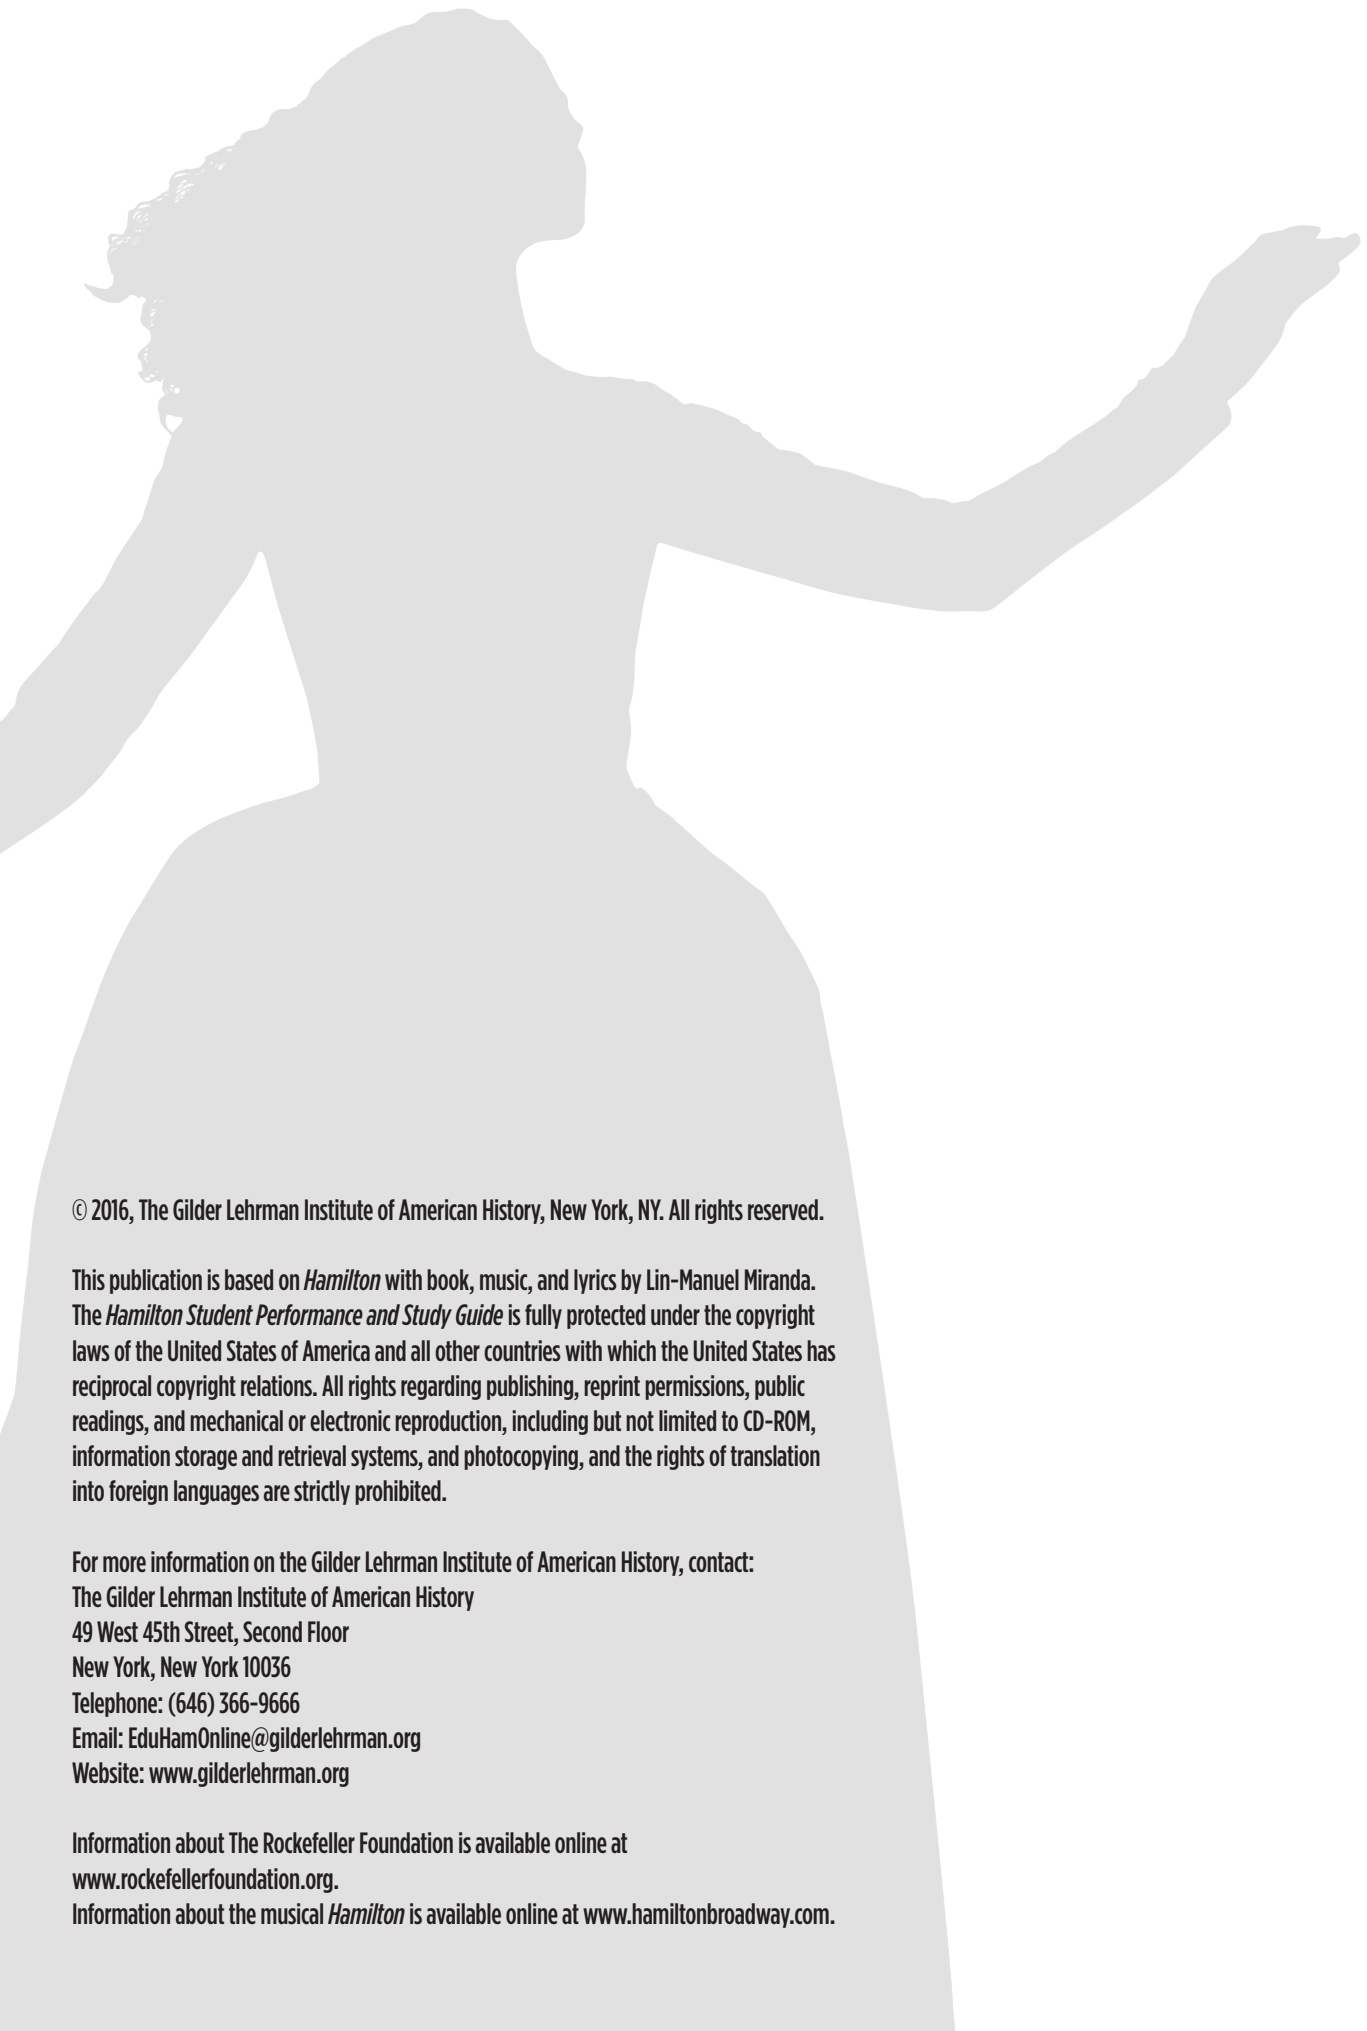 © 2016, The Gilder Lehrman Institute of American History, New York, NY. All rights reserved.
This publication is based on Hamilton with book, music, and lyrics by Lin-Manuel Miranda.
The Hamilton Student Performance and Study Guide is fully protected under the copyright
laws of the United States of America and all other countries with which the United States has
reciprocal copyright relations. All rights regarding publishing, reprint permissions, public
readings, and mechanical or electronic reproduction, including but not limited to CD-ROM,
information storage and retrieval systems, and photocopying, and the rights of translation
into foreign languages are strictly prohibited.
For more information on the Gilder Lehrman Institute of American History, contact:
The Gilder Lehrman Institute of American History
49 West 45th Street, Second Floor
New York, New York 10036
Telephone: (646) 366-9666
Email: EduHamOnline@gilderlehrman.org
Website: www.gilderlehrman.org
Information about The Rockefeller Foundation is available online at
www.rockefellerfoundation.org.
Information about the musical Hamilton is available online at www.hamiltonbroadway.com.